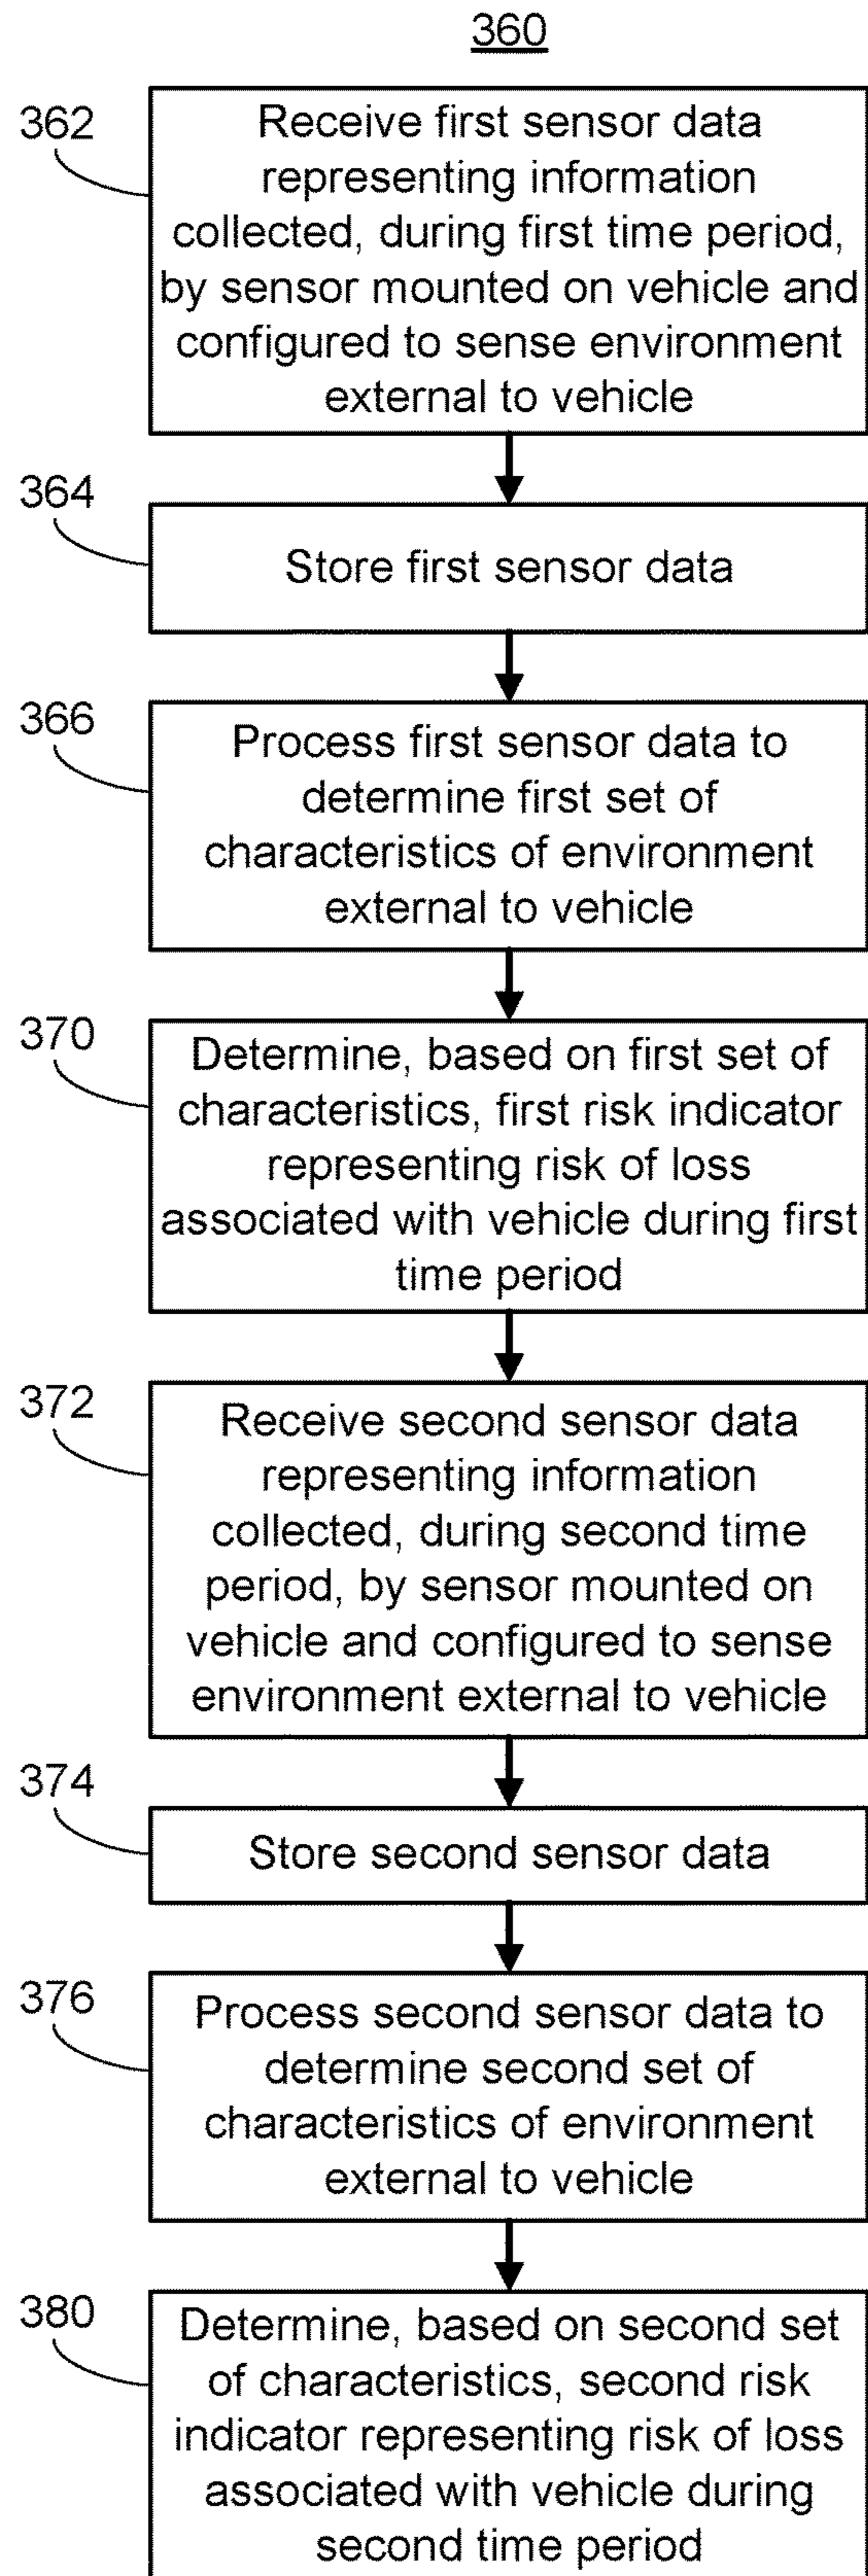 360
362
Receive first sensor data
representing information
collected, during first time period,
by sensor mounted on vehicle and
configured to sense environment
external to vehicle
364
Store first sensor data
366
Process first sensor data to
determine first set of
characteristics of environment
external to vehicle
370
Determine, based on first set of
characteristics, first risk indicator
representing risk of loss
associated with vehicle during first
time period
372
Receive second sensor data
representing information
collected, during second time
period, by sensor mounted on
vehicle and configured to sense
environment external to vehicle
374
Store second sensor data
376
Process second sensor data to
determine second set of
characteristics of environment
external to vehicle
380
Determine, based on second set
of characteristics, second risk
indicator representing risk of loss
associated with vehicle during
second time period